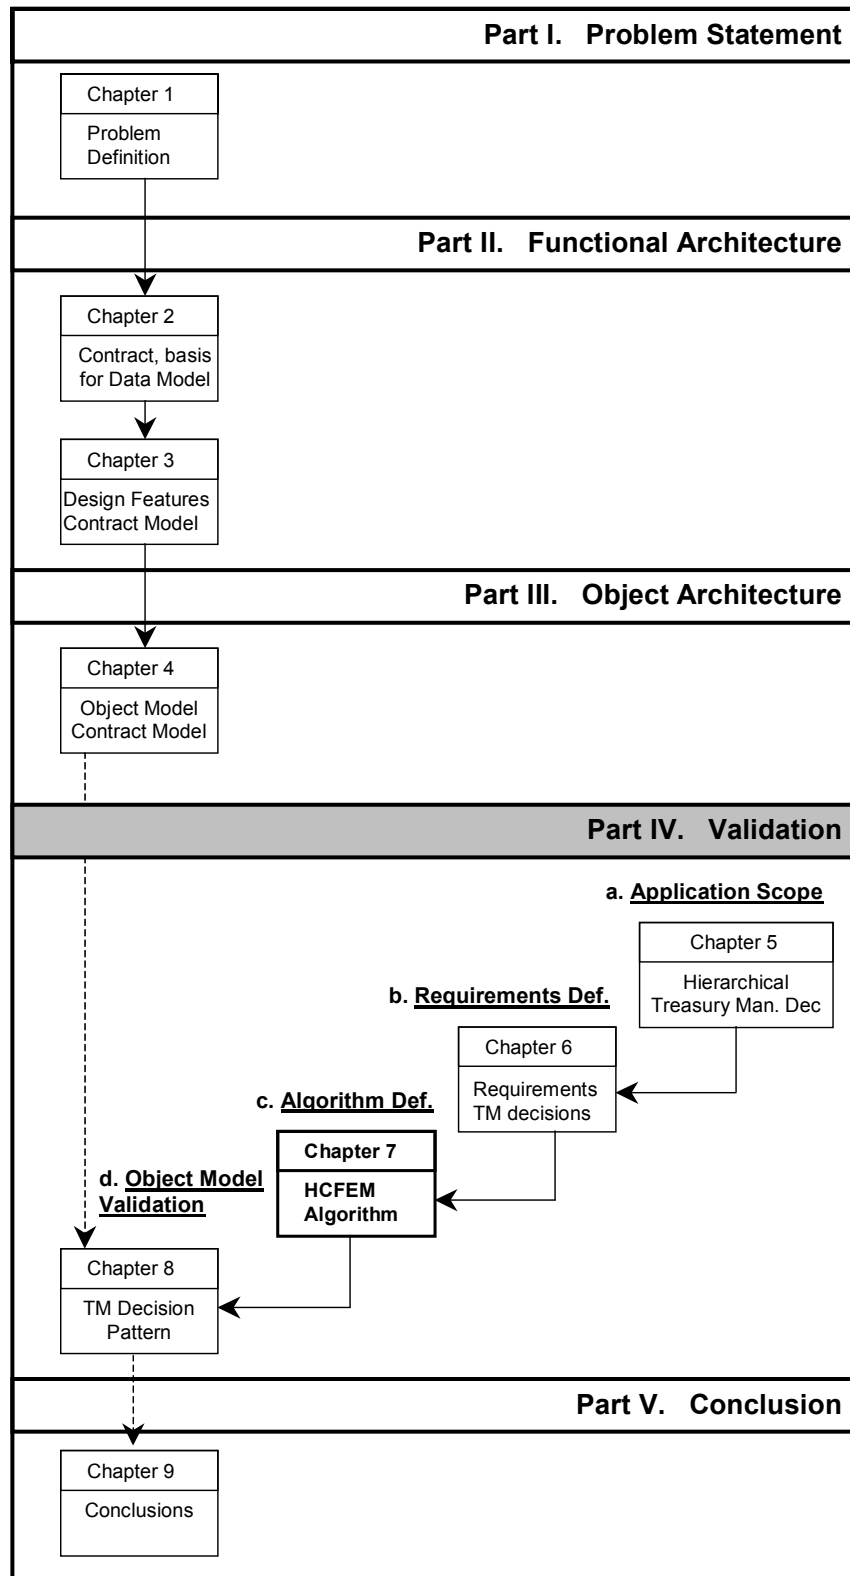 Part I. Problem Statement
Chapter 1
Problem
Definition
Part II. Functional Architecture
Chapter 2
Contract, basis
for Data Model
Chapter 3
Design Features
Contract Model
Part III. Object Architecture
Chapter 4
Object Model
Contract Model
Part IV. Validation
a. Application Scope
Chapter 5
Hierarchical
Treasury Man. Dec
b. Requirements Def.
Chapter 6
Requirements
TM decisions
c. Algorithm Def.
Chapter 7
HCFEM
Algorithm
d. Object Model
Validation
Chapter 8
TM Decision
Pattern
Part V. Conclusion
Chapter 9
Conclusions